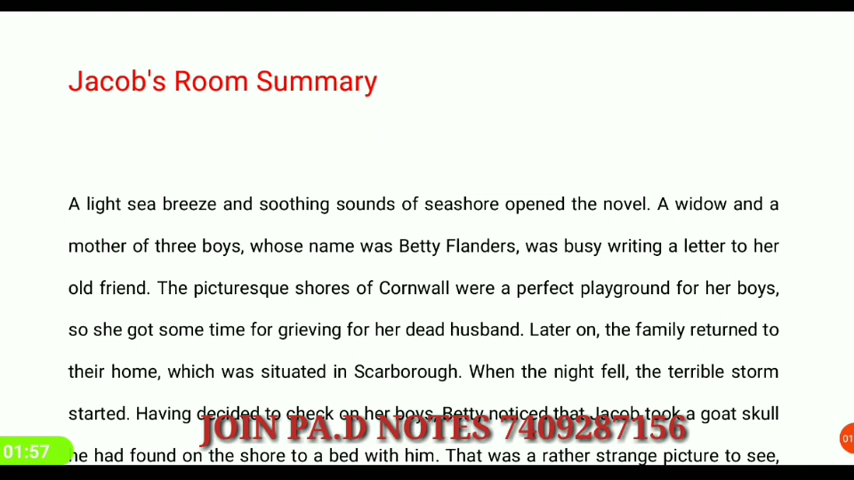 Jacob's Room Summary
A light sea breeze and soothing sounds of seashore opened the novel. A widow and a
mother of three boys, whose name was Betty Flanders, was busy writing a letter to her
old friend. The picturesque shores of Cornwall were a perfect playground for her boys,
so she got some time for grieving for her dead husband. Later on, the family returned to
their home, which was situated in Scarborough. When the night fell, the terrible storm
started. Having decided to check on her boys, Betty noticed that Jacob took a goat skull
JOIN PA.D NOTES 7409287156
he had found on the shore to a bed with him. That was a rather strange picture to see,
01:57
01